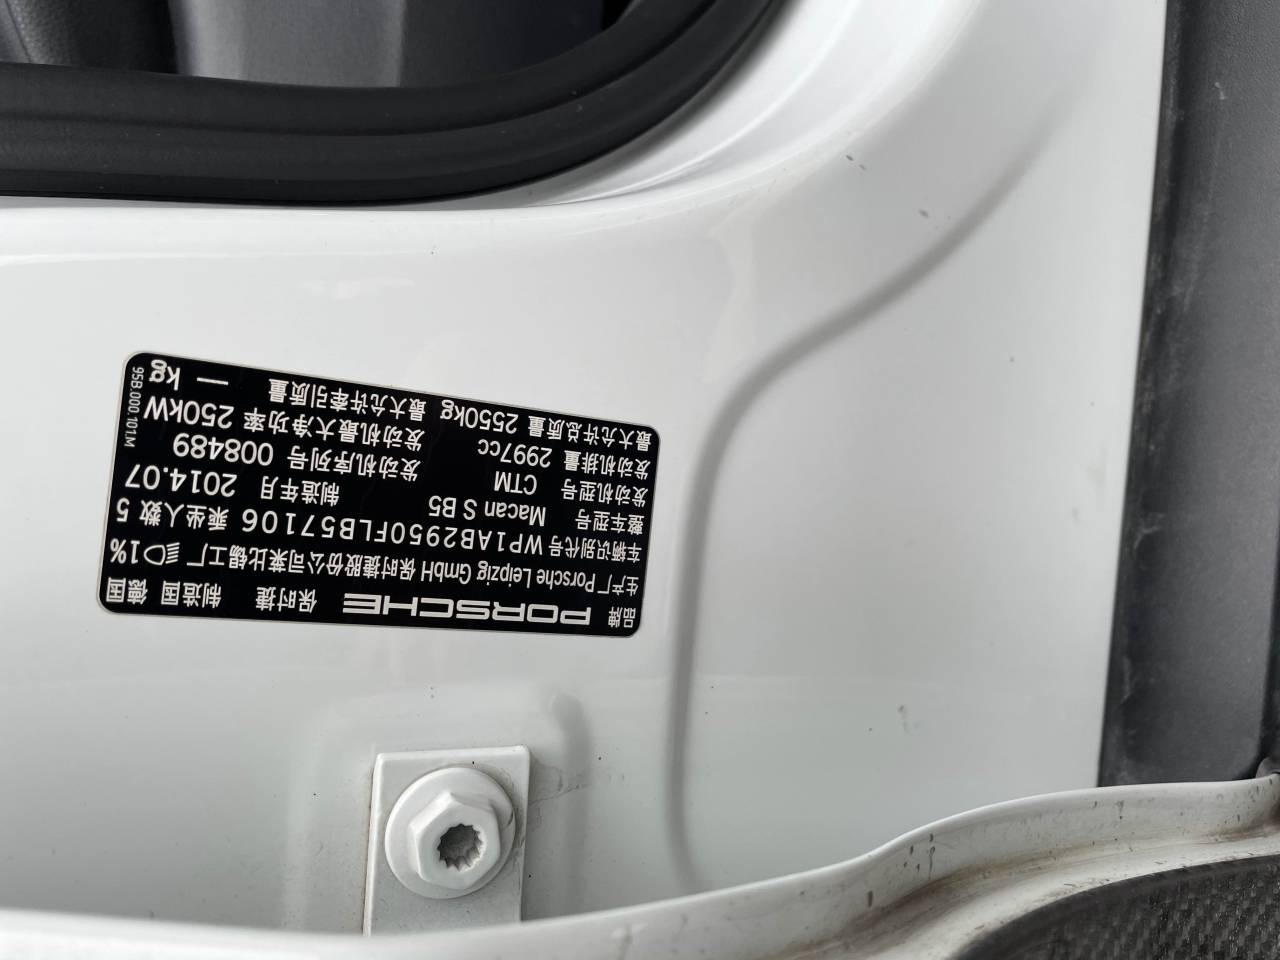 品牌 PORSCHE 保时捷 制造国 德国
生产厂 Porsche Leipzig GmbH 保时捷股份公司莱比锡工厂 1%
车辆识别代号 WP1AB2950FLB57106 乘坐人数 5
整车型号 Macan S B5 制造年月 2014.07
发动机型号 CTM 发动机序列号 008489
发动机排量 2997cc 发动机最大净功率 250kW
最大允许总质量 2550kg 最大允许牵引质量 — kg
95B.000.101.M